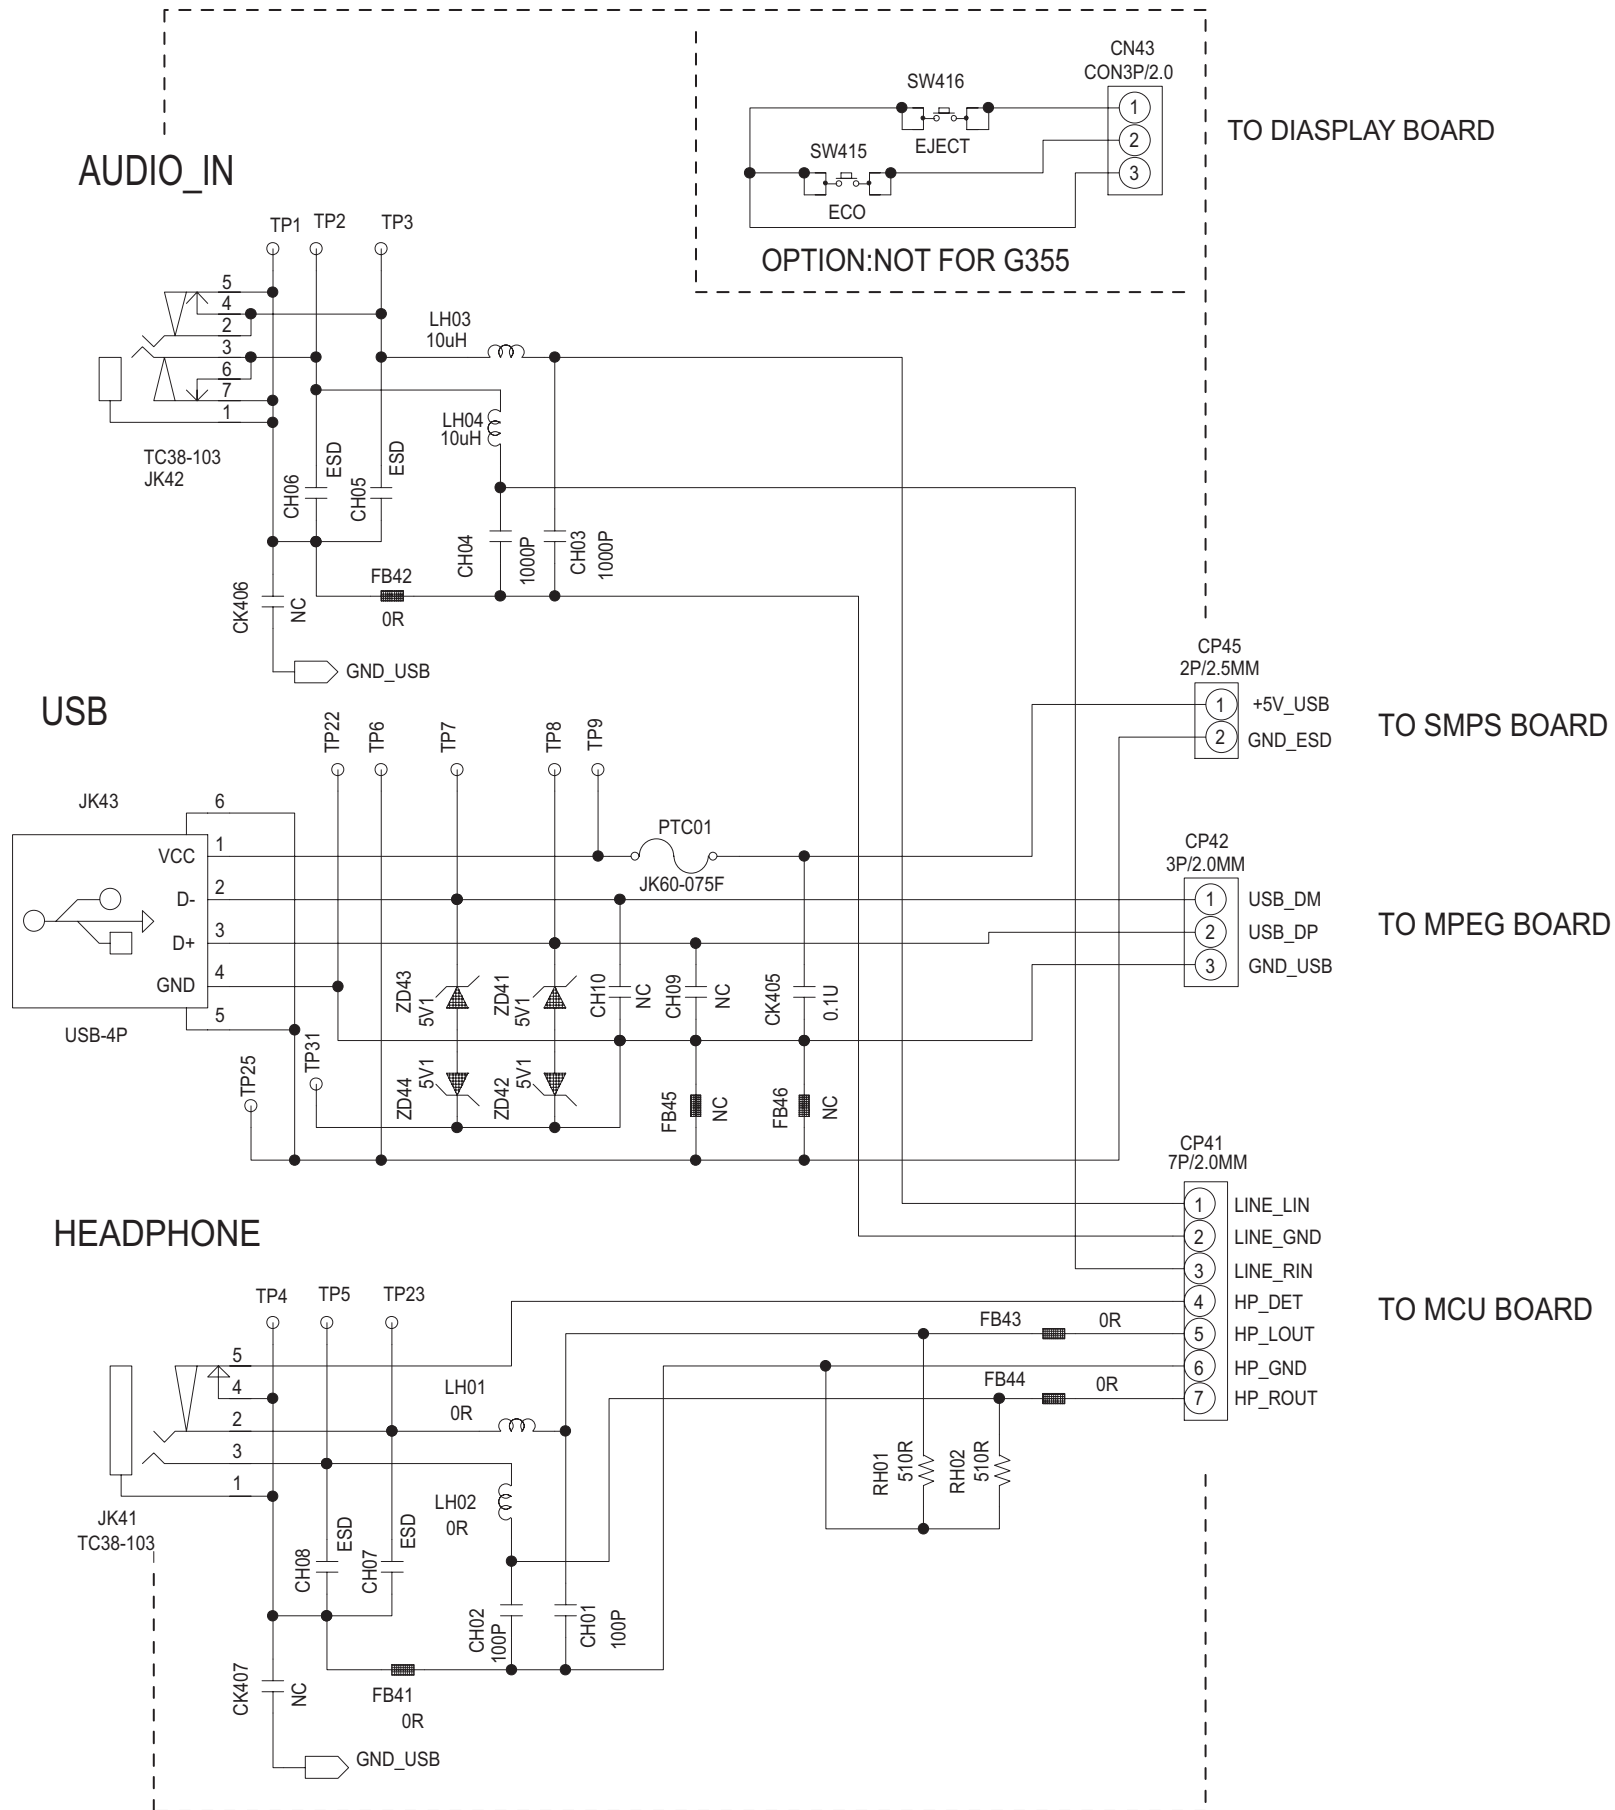 CN43
CON3P/2.0
SW416
1
TO DIASPLAY BOARD
EJECT
2
SW415
3
ECO
OPTION:NOT FOR G355
AUDIO_IN
TP1
TP2
TP3
5
4
2
3
6
7
1
TC38-103
JK42
LH03
10uH
LH04
10uH
CH06
ESD
CH05
ESD
CH04
1000P
CH03
1000P
FB42
0R
CK406
NC
GND_USB
CP45
2P/2.5MM
1
+5V_USB
2
GND_ESD
TO SMPS BOARD
USB
TP22
TP6
TP7
TP8
TP9
JK43
6
VCC
1
D-
2
D+
3
GND
4
5
USB-4P
PTC01
JK60-075F
CP42
3P/2.0MM
1
USB_DM
2
USB_DP
3
GND_USB
TO MPEG BOARD
ZD43
5V1
ZD41
5V1
CH10
NC
CH09
NC
CK405
0.1U
TP25
TP31
ZD44
5V1
ZD42
5V1
FB45
NC
FB46
NC
CP41
7P/2.0MM
1
LINE_LIN
2
LINE_GND
3
LINE_RIN
4
HP_DET
5
HP_LOUT
6
HP_GND
7
HP_ROUT
TO MCU BOARD
HEADPHONE
TP4
TP5
TP23
5
4
2
3
1
JK41
TC38-103
LH01
0R
LH02
0R
FB43
0R
FB44
0R
RH01
510R
RH02
510R
CH08
ESD
CH07
ESD
CH02
100P
CH01
100P
CK407
NC
FB41
0R
GND_USB